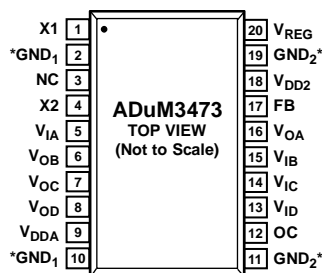 X1 1 20 VREG
*GND1 2 19 GND2*
NC 3 18 VDD2
X2 4 17 FB
VIA 5 16 VOA
VOB 6 15 VIB
VOC 7 14 VIC
VOD 8 13 VID
VDDA 9 12 OC
*GND1 10 11 GND2*
ADuM3473
TOP VIEW
(Not to Scale)